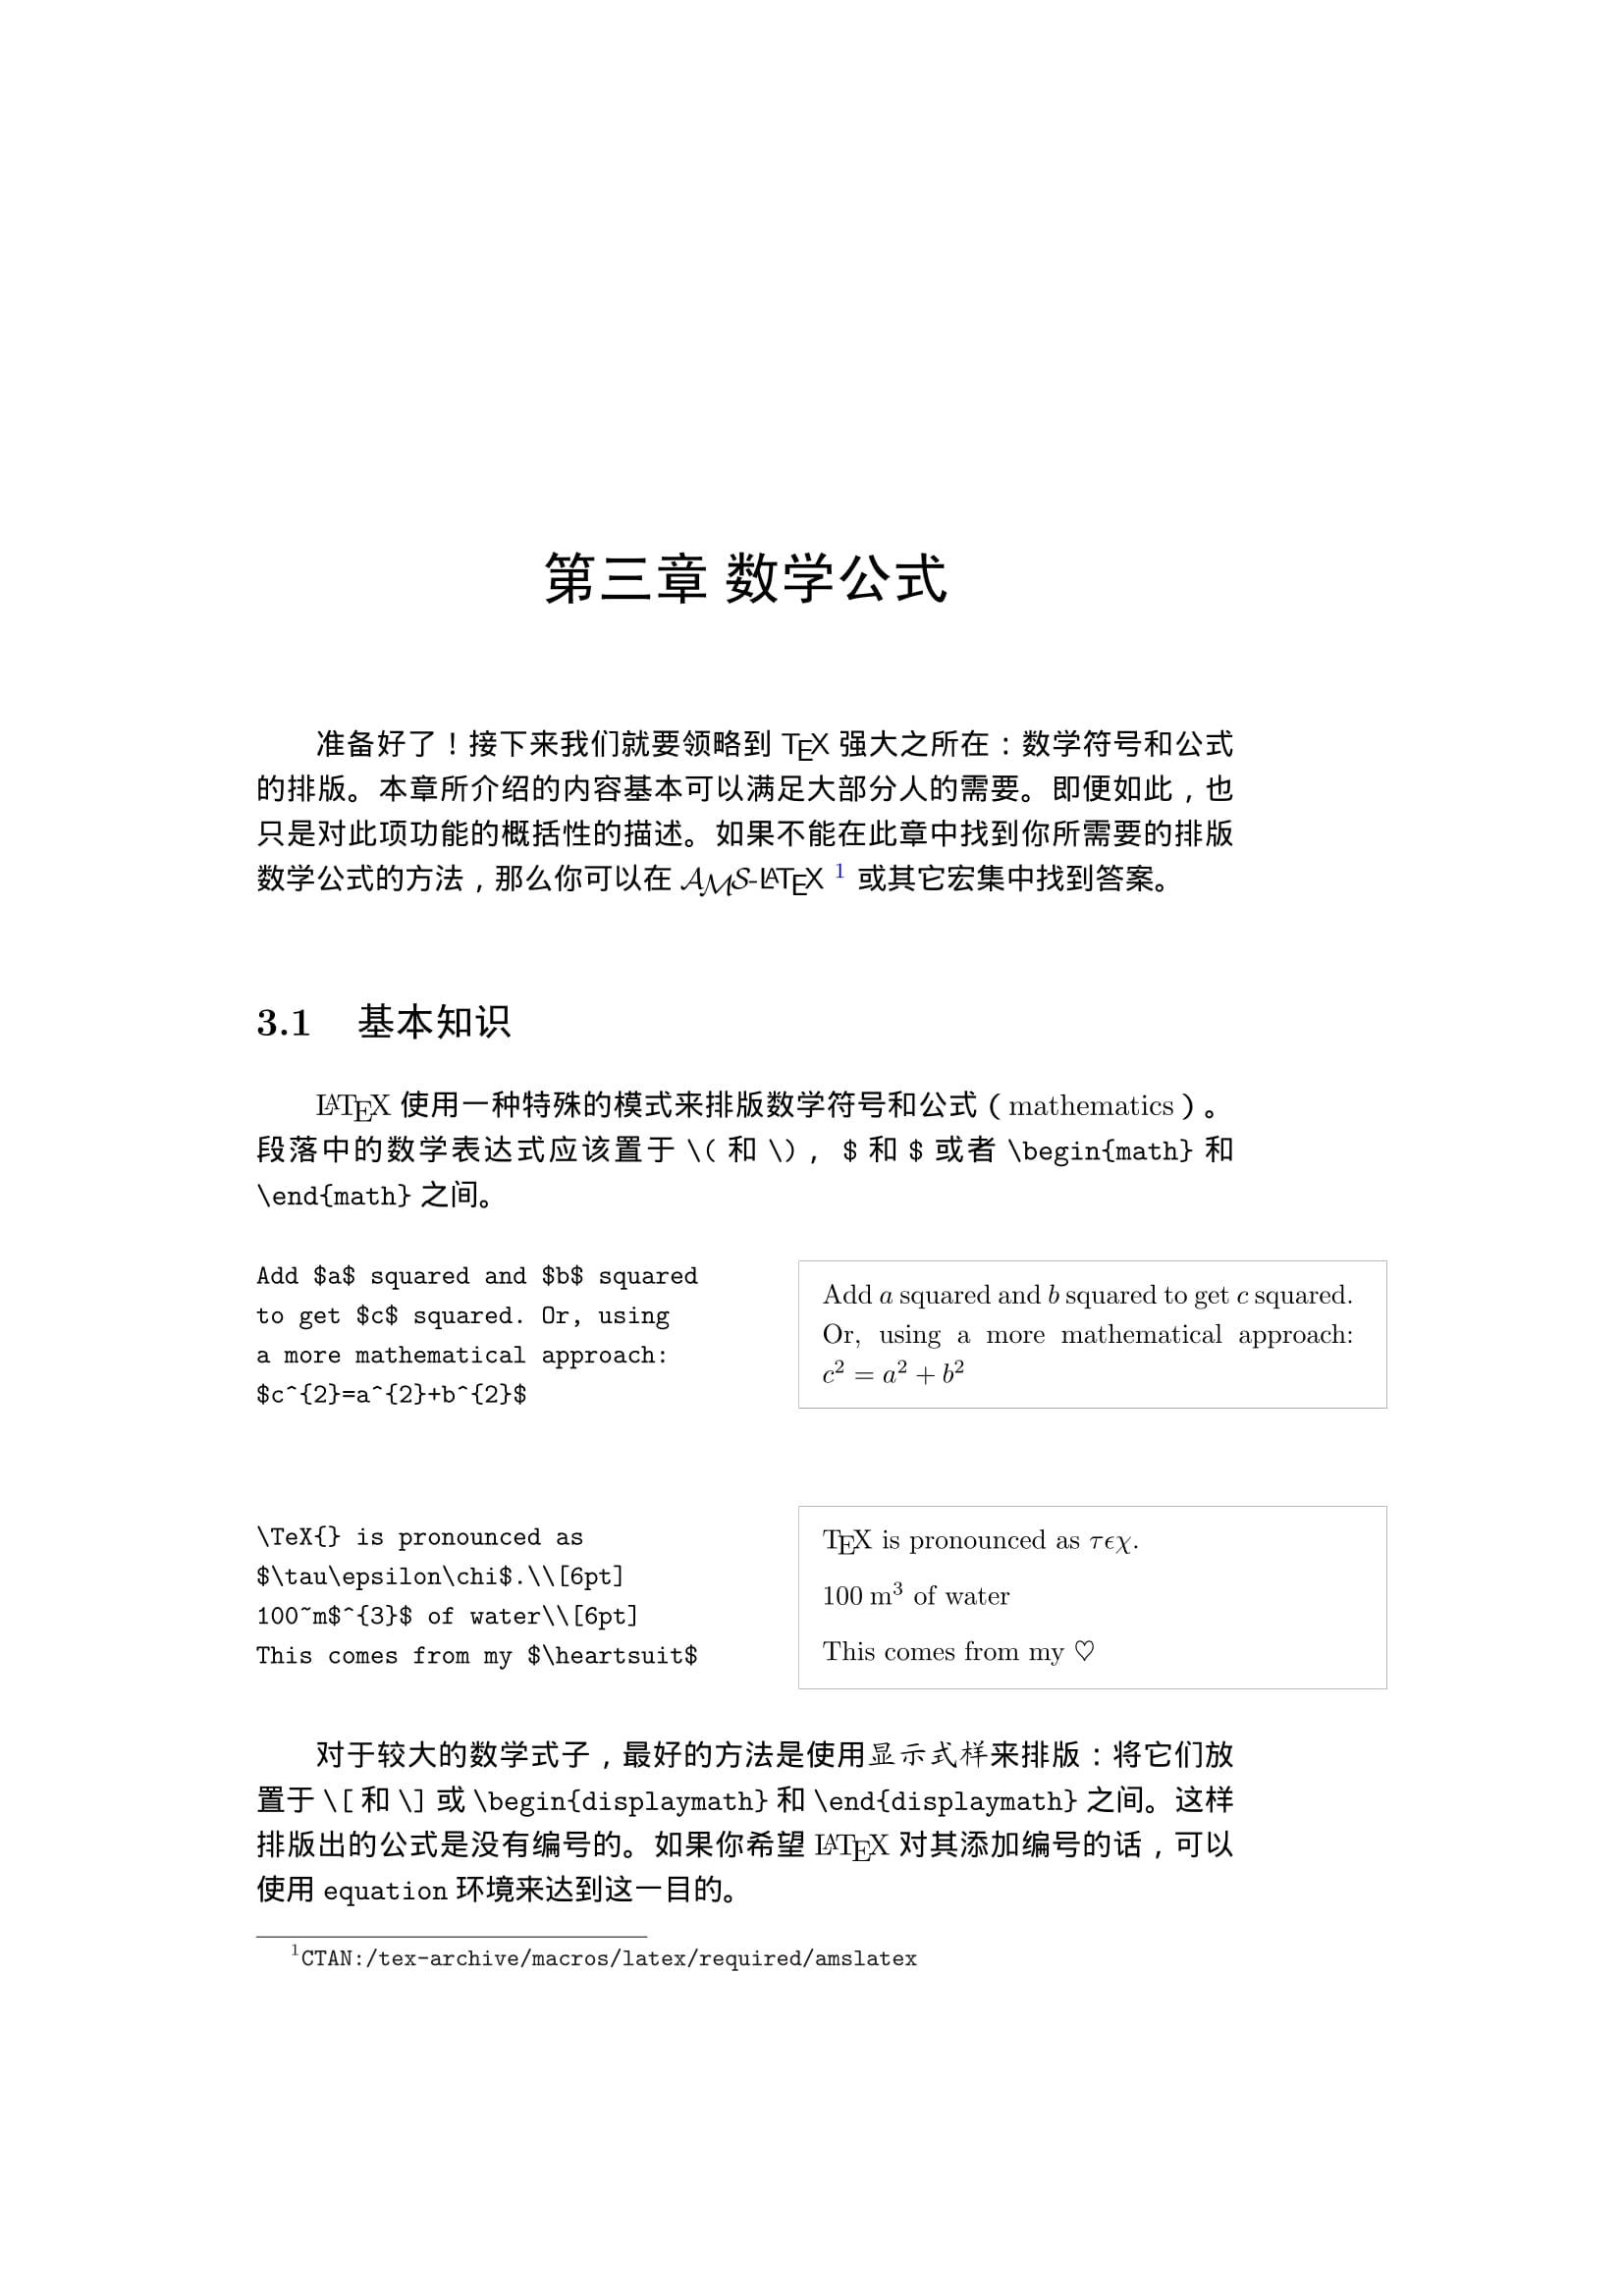 第三章 数学公式
准备好了！接下来我们就要领略到 TEX 强大之所在：数学符号和公式
的排版。本章所介绍的内容基本可以满足大部分人的需要。即便如此，也
只是对此项功能的概括性的描述。如果不能在此章中找到你所需要的排版
数学公式的方法，那么你可以在 AMS-LATEX 1 或其它宏集中找到答案。
3.1 基本知识
LATEX 使用一种特殊的模式来排版数学符号和公式（mathematics）。
段落中的数学表达式应该置于 \( 和 \)，$ 和 $ 或者 \begin{math} 和
\end{math} 之间。
Add $a$ squared and $b$ squared
to get $c$ squared. Or, using
a more mathematical approach:
$c^{2}=a^{2}+b^{2}$
Add a squared and b squared to get c squared.
Or, using a more mathematical approach:
c² = a² + b²
\TeX{} is pronounced as
$\tau\epsilon\chi$.\\[6pt]
100~m$^{3}$ of water\\[6pt]
This comes from my $\heartsuit$
TEX is pronounced as τϵχ.
100 m³ of water
This comes from my ♡
对于较大的数学式子，最好的方法是使用显示式样来排版：将它们放
置于 \[ 和 \] 或 \begin{displaymath} 和 \end{displaymath} 之间。这样
排版出的公式是没有编号的。如果你希望 LATEX 对其添加编号的话，可以
使用 equation 环境来达到这一目的。
1CTAN:/tex-archive/macros/latex/required/amslatex